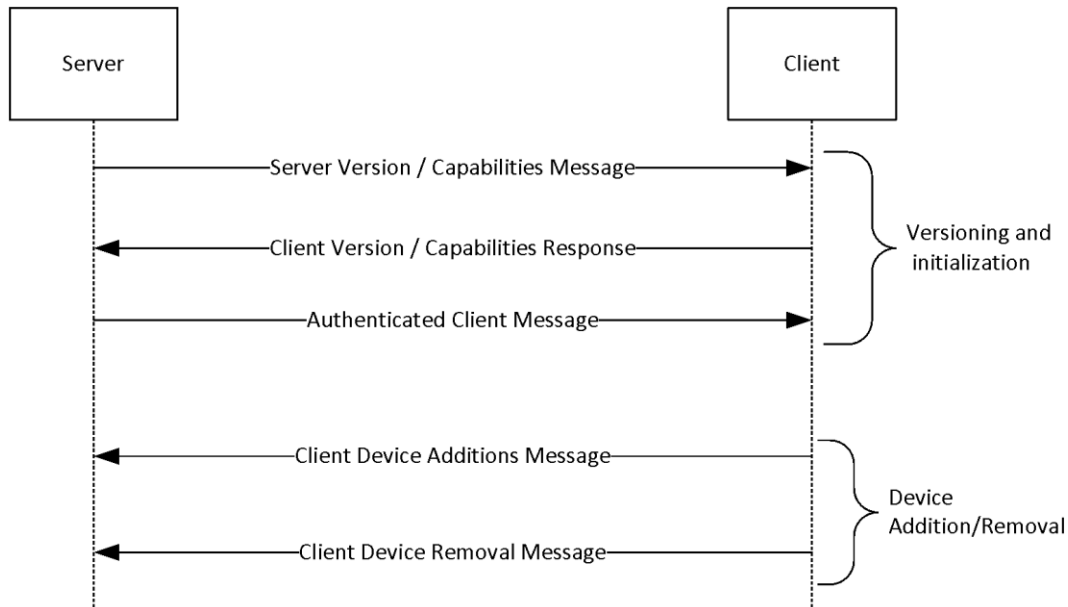 Server
Client
Server Version / Capabilities Message
Client Version / Capabilities Response
Authenticated Client Message
Versioning and
initialization
Client Device Additions Message
Client Device Removal Message
Device
Addition/Removal